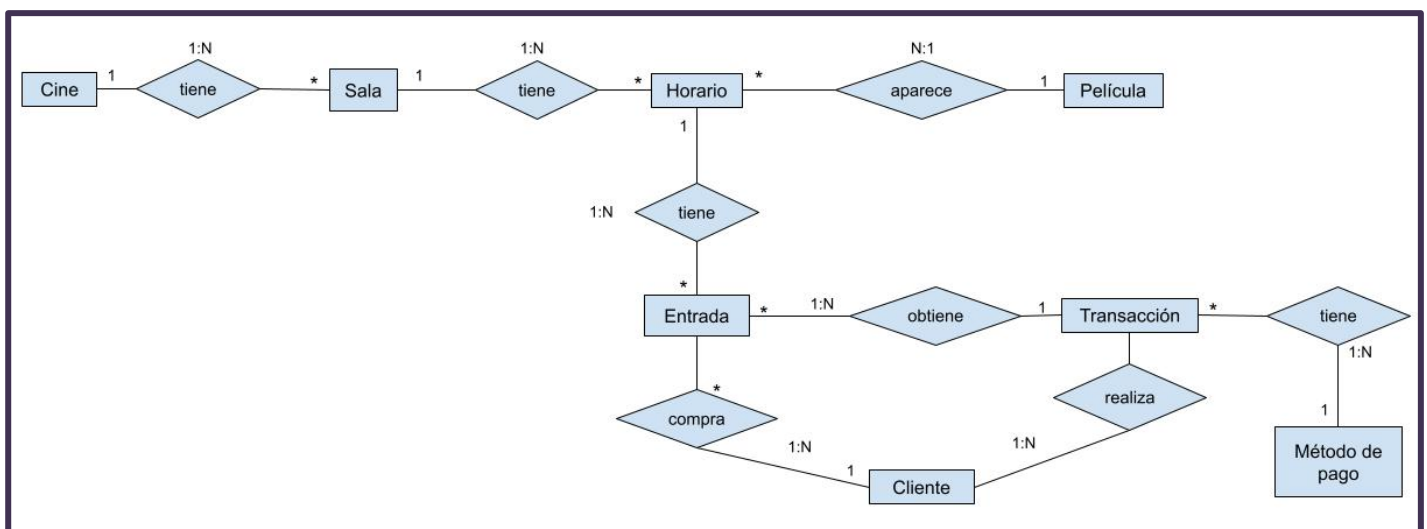 1:N
1:N
N:1
Cine
1
tiene
*
Sala
1
tiene
*
Horario
*
aparece
1
Película
1
1:N
tiene
*
Entrada
*
1:N
obtiene
1
Transacción
*
tiene
1:N
*
compra
realiza
1
1:N
1:N
1
Cliente
Método de
pago